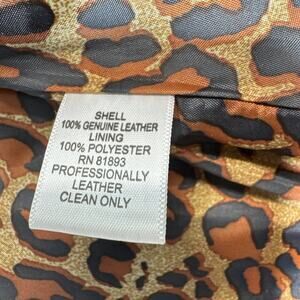 SHELL
100% GENUINE LEATHER
LINING
100% POLYESTER
RN 81893
PROFESSIONALLY
LEATHER
CLEAN ONLY